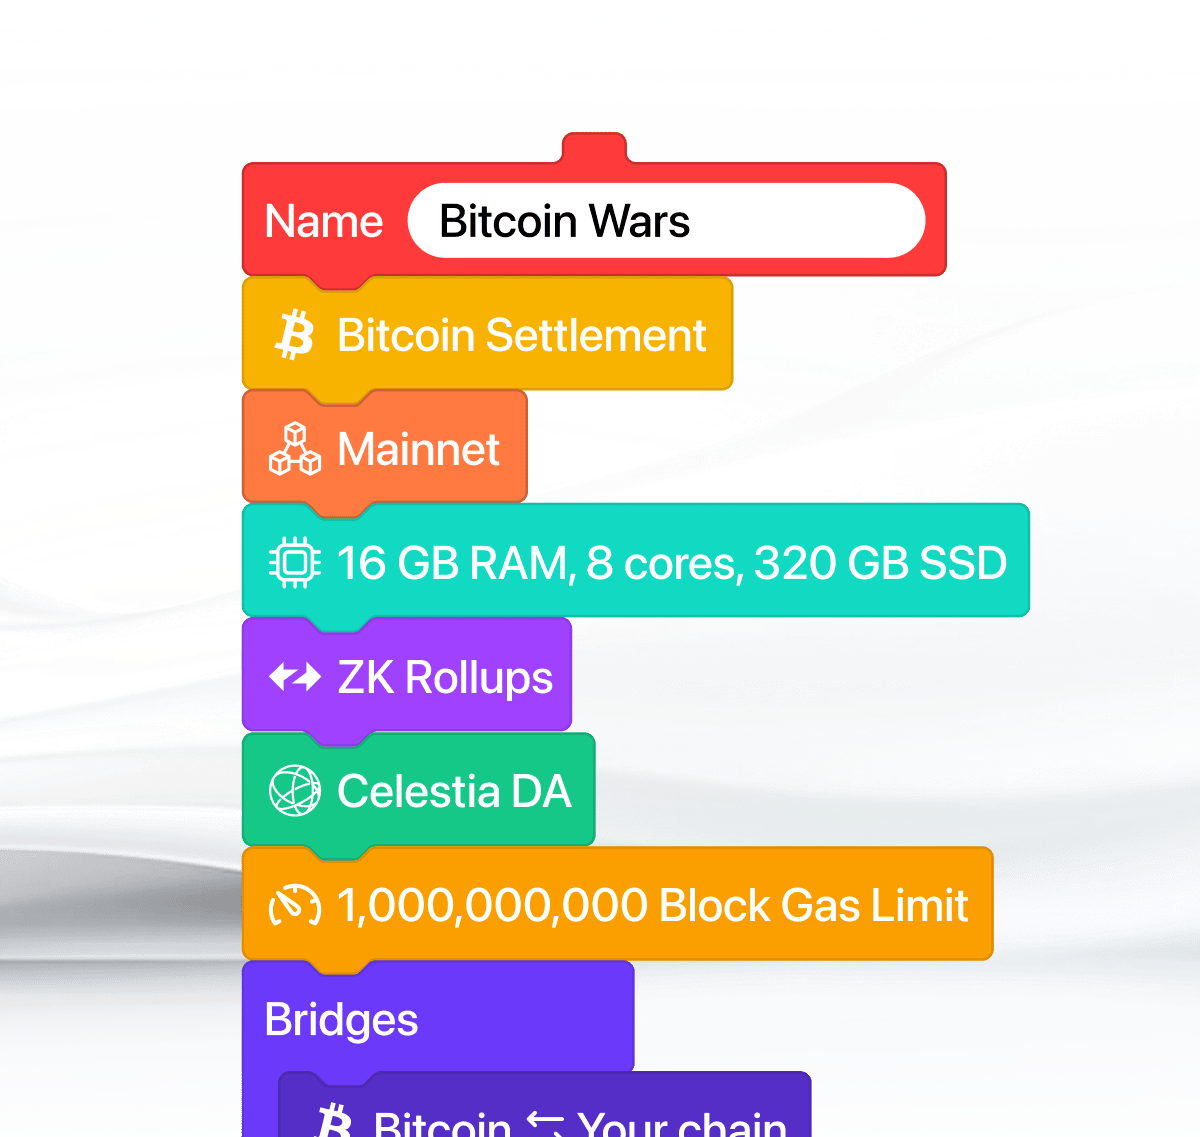 Name Bitcoin Wars
Bitcoin Settlement
Mainnet
16 GB RAM, 8 cores, 320 GB SSD
ZK Rollups
Celestia DA
1,000,000,000 Block Gas Limit
Bridges
Bitcoin ⇆ Your chain